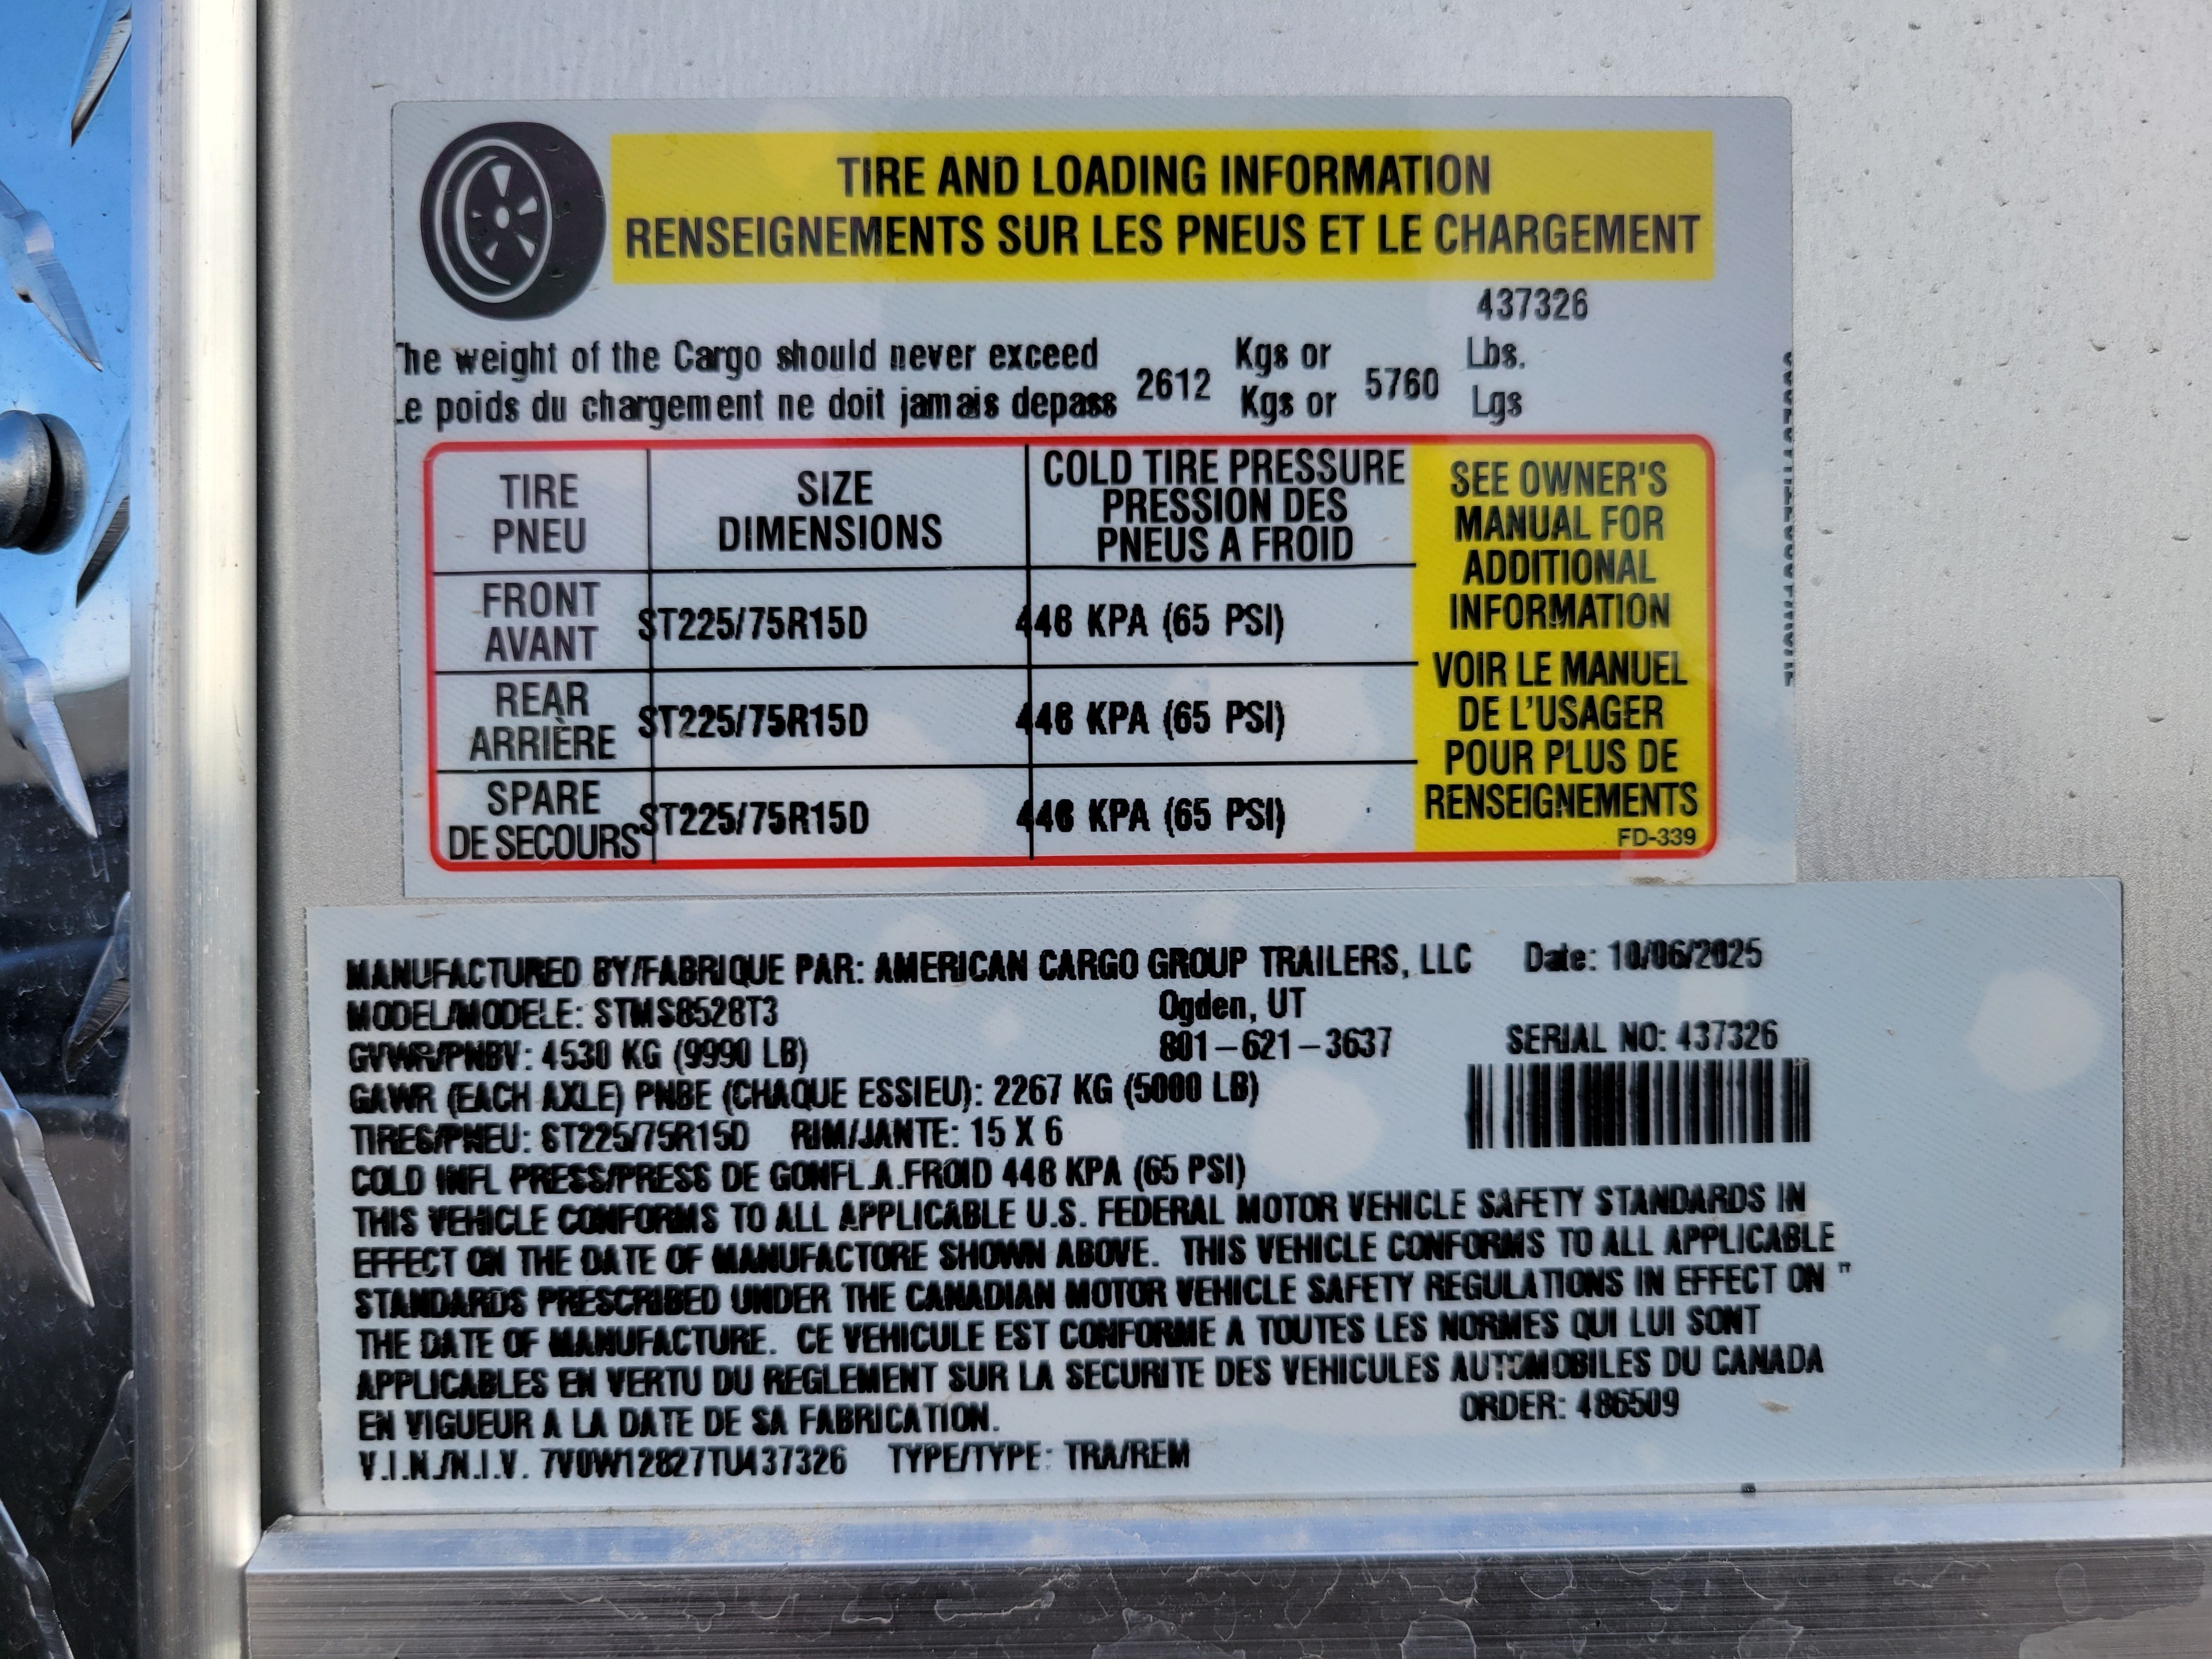 TIRE AND LOADING INFORMATION
RENSEIGNEMENTS SUR LES PNEUS ET LE CHARGEMENT
437326
The weight of the Cargo should never exceed 2612 Kgs or 5760 Lbs.
Le poids du chargement ne doit jamais depass Kgs or Lgs
TIRE PNEU SIZE DIMENSIONS COLD TIRE PRESSURE PRESSION DES PNEUS A FROID
FRONT AVANT ST225/75R15D 448 KPA (65 PSI)
REAR ARRIÈRE ST225/75R15D 448 KPA (65 PSI)
SPARE DE SECOURS ST225/75R15D 448 KPA (65 PSI)
SEE OWNER'S
MANUAL FOR
ADDITIONAL
INFORMATION
VOIR LE MANUEL
DE L'USAGER
POUR PLUS DE
RENSEIGNEMENTS
FD-339
MANUFACTURED BY/FABRIQUE PAR: AMERICAN CARGO GROUP TRAILERS, LLC Date: 10/06/2025
MODEL/MODELE: STMS8528T3 Ogden, UT
GVWR/PNBV: 4530 KG (9990 LB) 801-621-3637 SERIAL NO: 437326
GAWR (EACH AXLE) PNBE (CHAQUE ESSIEU): 2267 KG (5000 LB)
TIRES/PNEU: ST225/75R15D RIM/JANTE: 15 X 6
COLD INFL PRESS/PRESS DE GONFL.A.FROID 448 KPA (65 PSI)
THIS VEHICLE CONFORMS TO ALL APPLICABLE U.S. FEDERAL MOTOR VEHICLE SAFETY STANDARDS IN
EFFECT ON THE DATE OF MANUFACTORE SHOWN ABOVE. THIS VEHICLE CONFORMS TO ALL APPLICABLE
STANDARDS PRESCRIBED UNDER THE CANADIAN MOTOR VEHICLE SAFETY REGULATIONS IN EFFECT ON "
THE DATE OF MANUFACTURE. CE VEHICULE EST CONFORME A TOUTES LES NORMES QUI LUI SONT
APPLICABLES EN VERTU DU REGLEMENT SUR LA SECURITE DES VEHICULES AUTOMOBILES DU CANADA
EN VIGUEUR A LA DATE DE SA FABRICATION. ORDER: 486509
V.I.N./N.I.V. 7V0W12827TU437326 TYPE/TYPE: TRA/REM